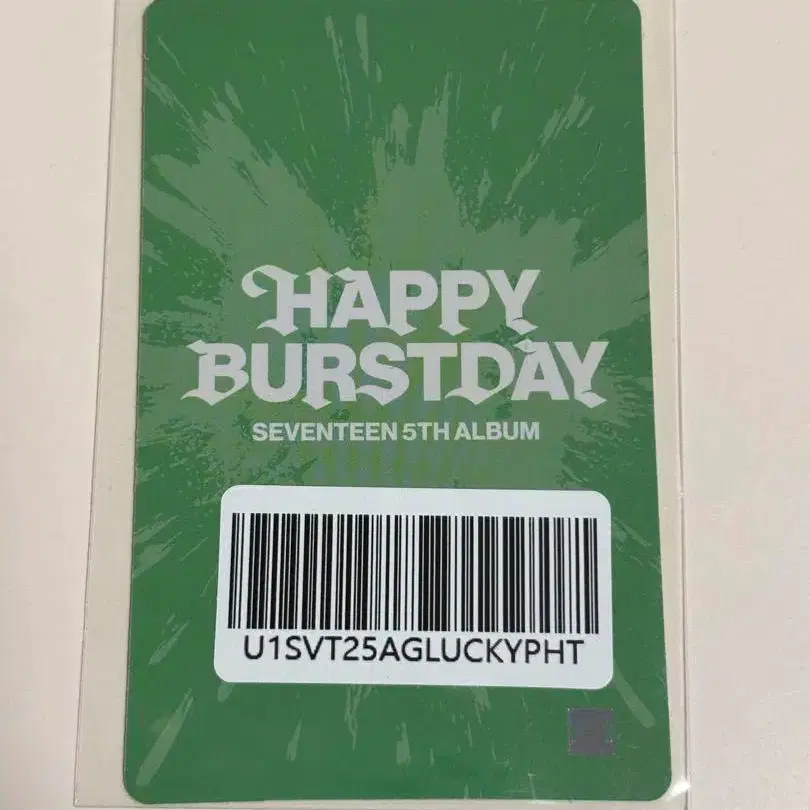 HAPPY
BURSTDAY
SEVENTEEN 5TH ALBUM
U1SVT25AGLUCKYPHT